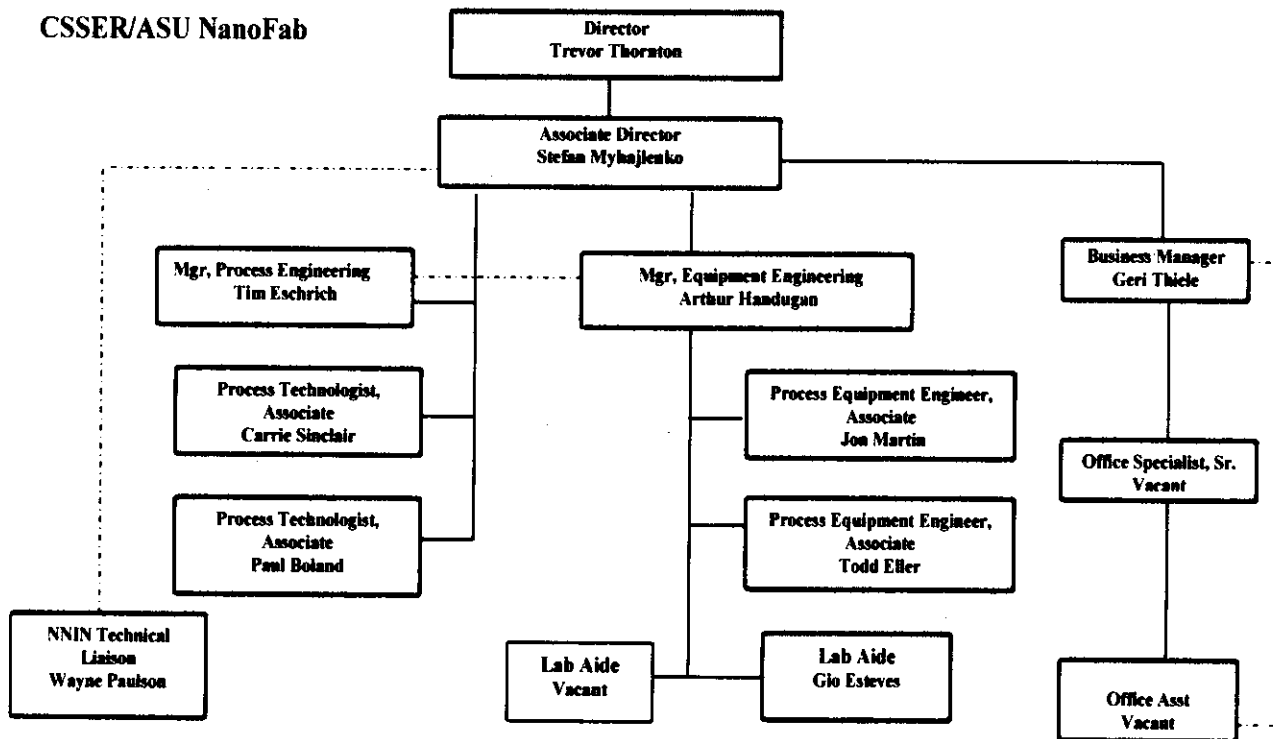 CSSER/ASU NanoFab
Director
Trevor Thornton
Associate Director
Stefan Myhajlenko
Mgr, Process Engineering
Tim Eschrich
Mgr, Equipment Engineering
Arthur Handugan
Business Manager
Geri Thiele
Process Technologist,
Associate
Carrie Sinclair
Process Equipment Engineer,
Associate
Jon Martin
Office Specialist, Sr.
Vacant
Process Technologist,
Associate
Paul Boland
Process Equipment Engineer,
Associate
Todd Eller
NNIN Technical
Liaison
Wayne Paulson
Lab Aide
Vacant
Lab Aide
Gio Esteves
Office Asst
Vacant